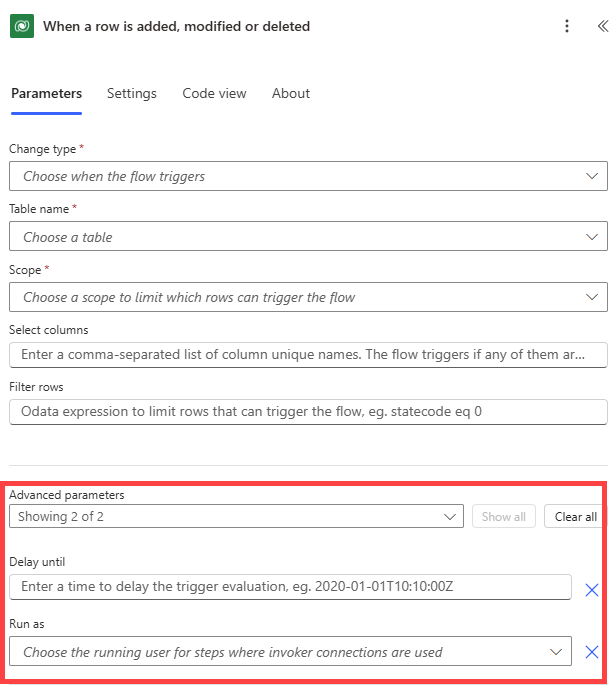 When a row is added, modified or deleted
Parameters Settings Code view About
Change type *
Choose when the flow triggers
Table name *
Choose a table
Scope *
Choose a scope to limit which rows can trigger the flow
Select columns
Enter a comma-separated list of column unique names. The flow triggers if any of them ar...
Filter rows
Odata expression to limit rows that can trigger the flow, eg. statecode eq 0
Advanced parameters
Showing 2 of 2 Show all Clear all
Delay until
Enter a time to delay the trigger evaluation, eg. 2020-01-01T10:10:00Z
Run as
Choose the running user for steps where invoker connections are used